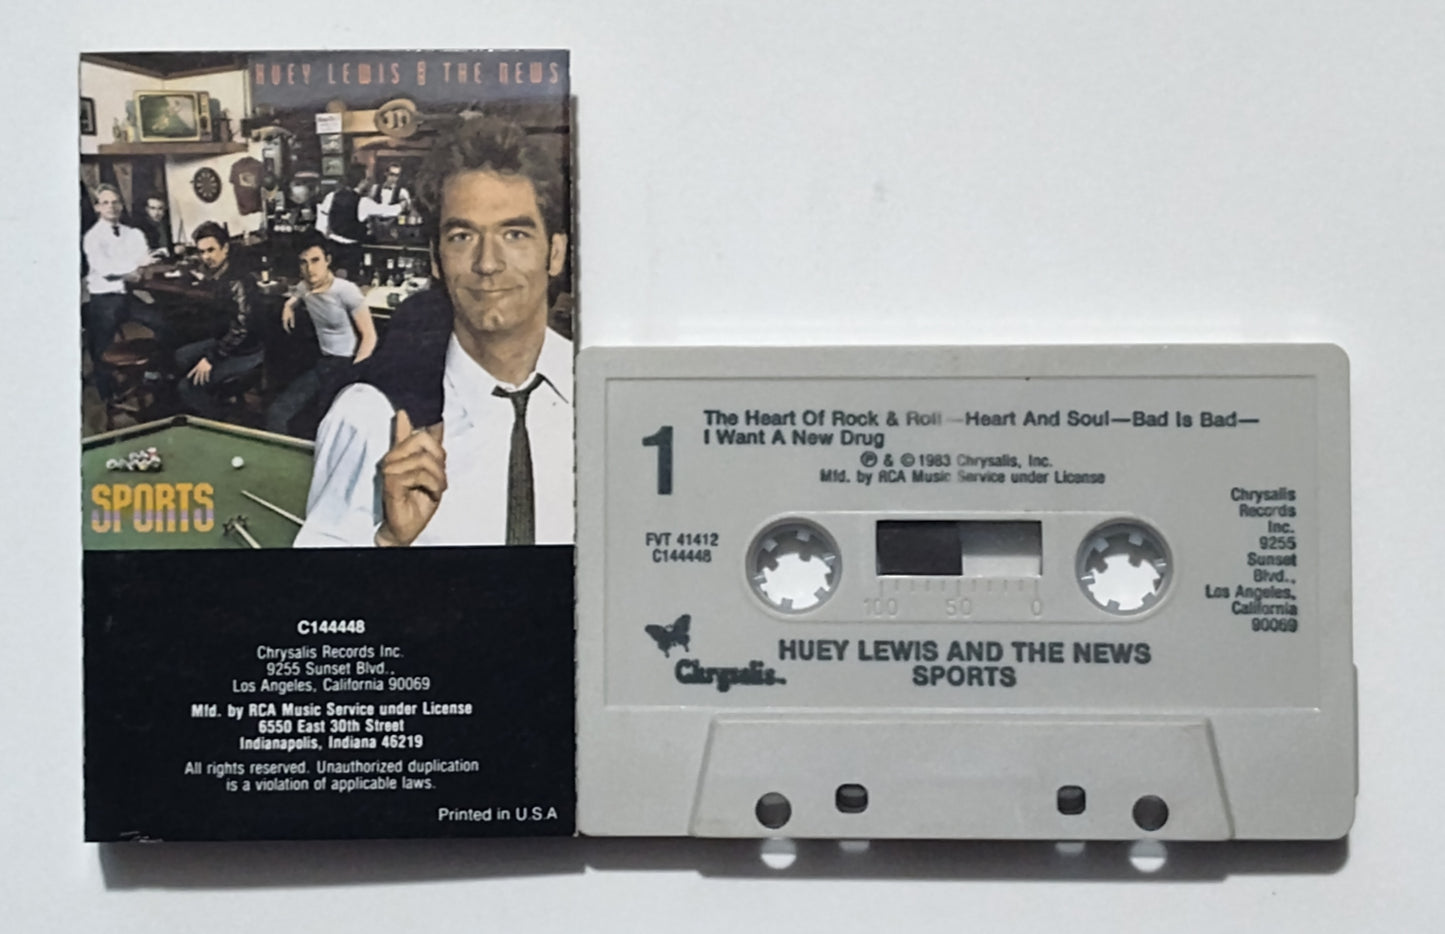 HUEY LEWIS & THE NEWS
SPORTS
C144448
Chrysalis Records Inc.
9255 Sunset Blvd.,
Los Angeles, California 90069
Mfd. by RCA Music Service under License
6550 East 30th Street
Indianapolis, Indiana 46219
All rights reserved. Unauthorized duplication
is a violation of applicable laws.
Printed in U.S.A
1
The Heart Of Rock & Roll—Heart And Soul—Bad Is Bad—
I Want A New Drug
℗ & ©1983 Chrysalis, Inc.
Mfd. by RCA Music Service under License
FVT 41412
C144448
Chrysalis
Records
Inc.
9255
Sunset
Blvd.,
Los Angeles,
California
90069
100 50 0
Chrysalis™
HUEY LEWIS AND THE NEWS
SPORTS